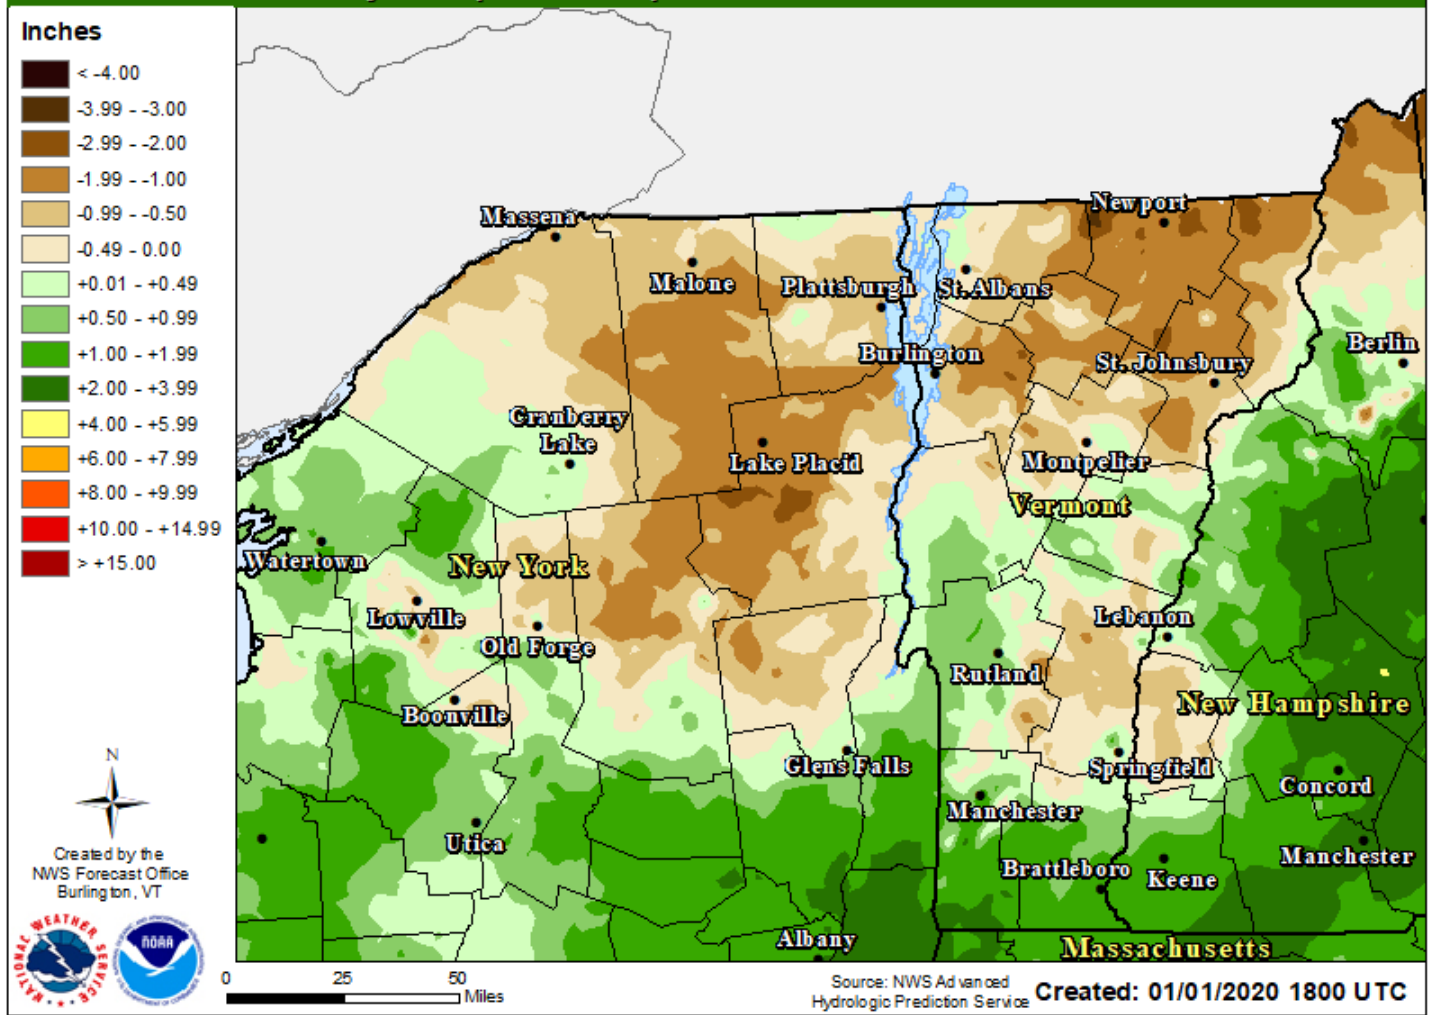 Inches
< -4.00
-3.99 - -3.00
-2.99 - -2.00
-1.99 - -1.00
-0.99 - -0.50
-0.49 - 0.00
+0.01 - +0.49
+0.50 - +0.99
+1.00 - +1.99
+2.00 - +3.99
+4.00 - +5.99
+6.00 - +7.99
+8.00 - +9.99
+10.00 - +14.99
> +15.00
Newport
Massena
Malone
Plattsburgh
St. Albans
Berlin
Burlington
St. Johnsbury
Cranberry
Lake
Lake Placid
Montpelier
Vermont
Watertown
New York
Lowville
Lebanon
Old Forge
Rutland
New Hampshire
Boonville
Glens Falls
Springfield
Concord
Manchester
Utica
Manchester
Brattleboro
Keene
Albany
Massachusetts
N
Created by the
NWS Forecast Office
Burlington, VT
NATIONAL WEATHER SERVICE
NOAA
0 25 50
Miles
Source: NWS Advanced
Hydrologic Prediction Service
Created: 01/01/2020 1800 UTC